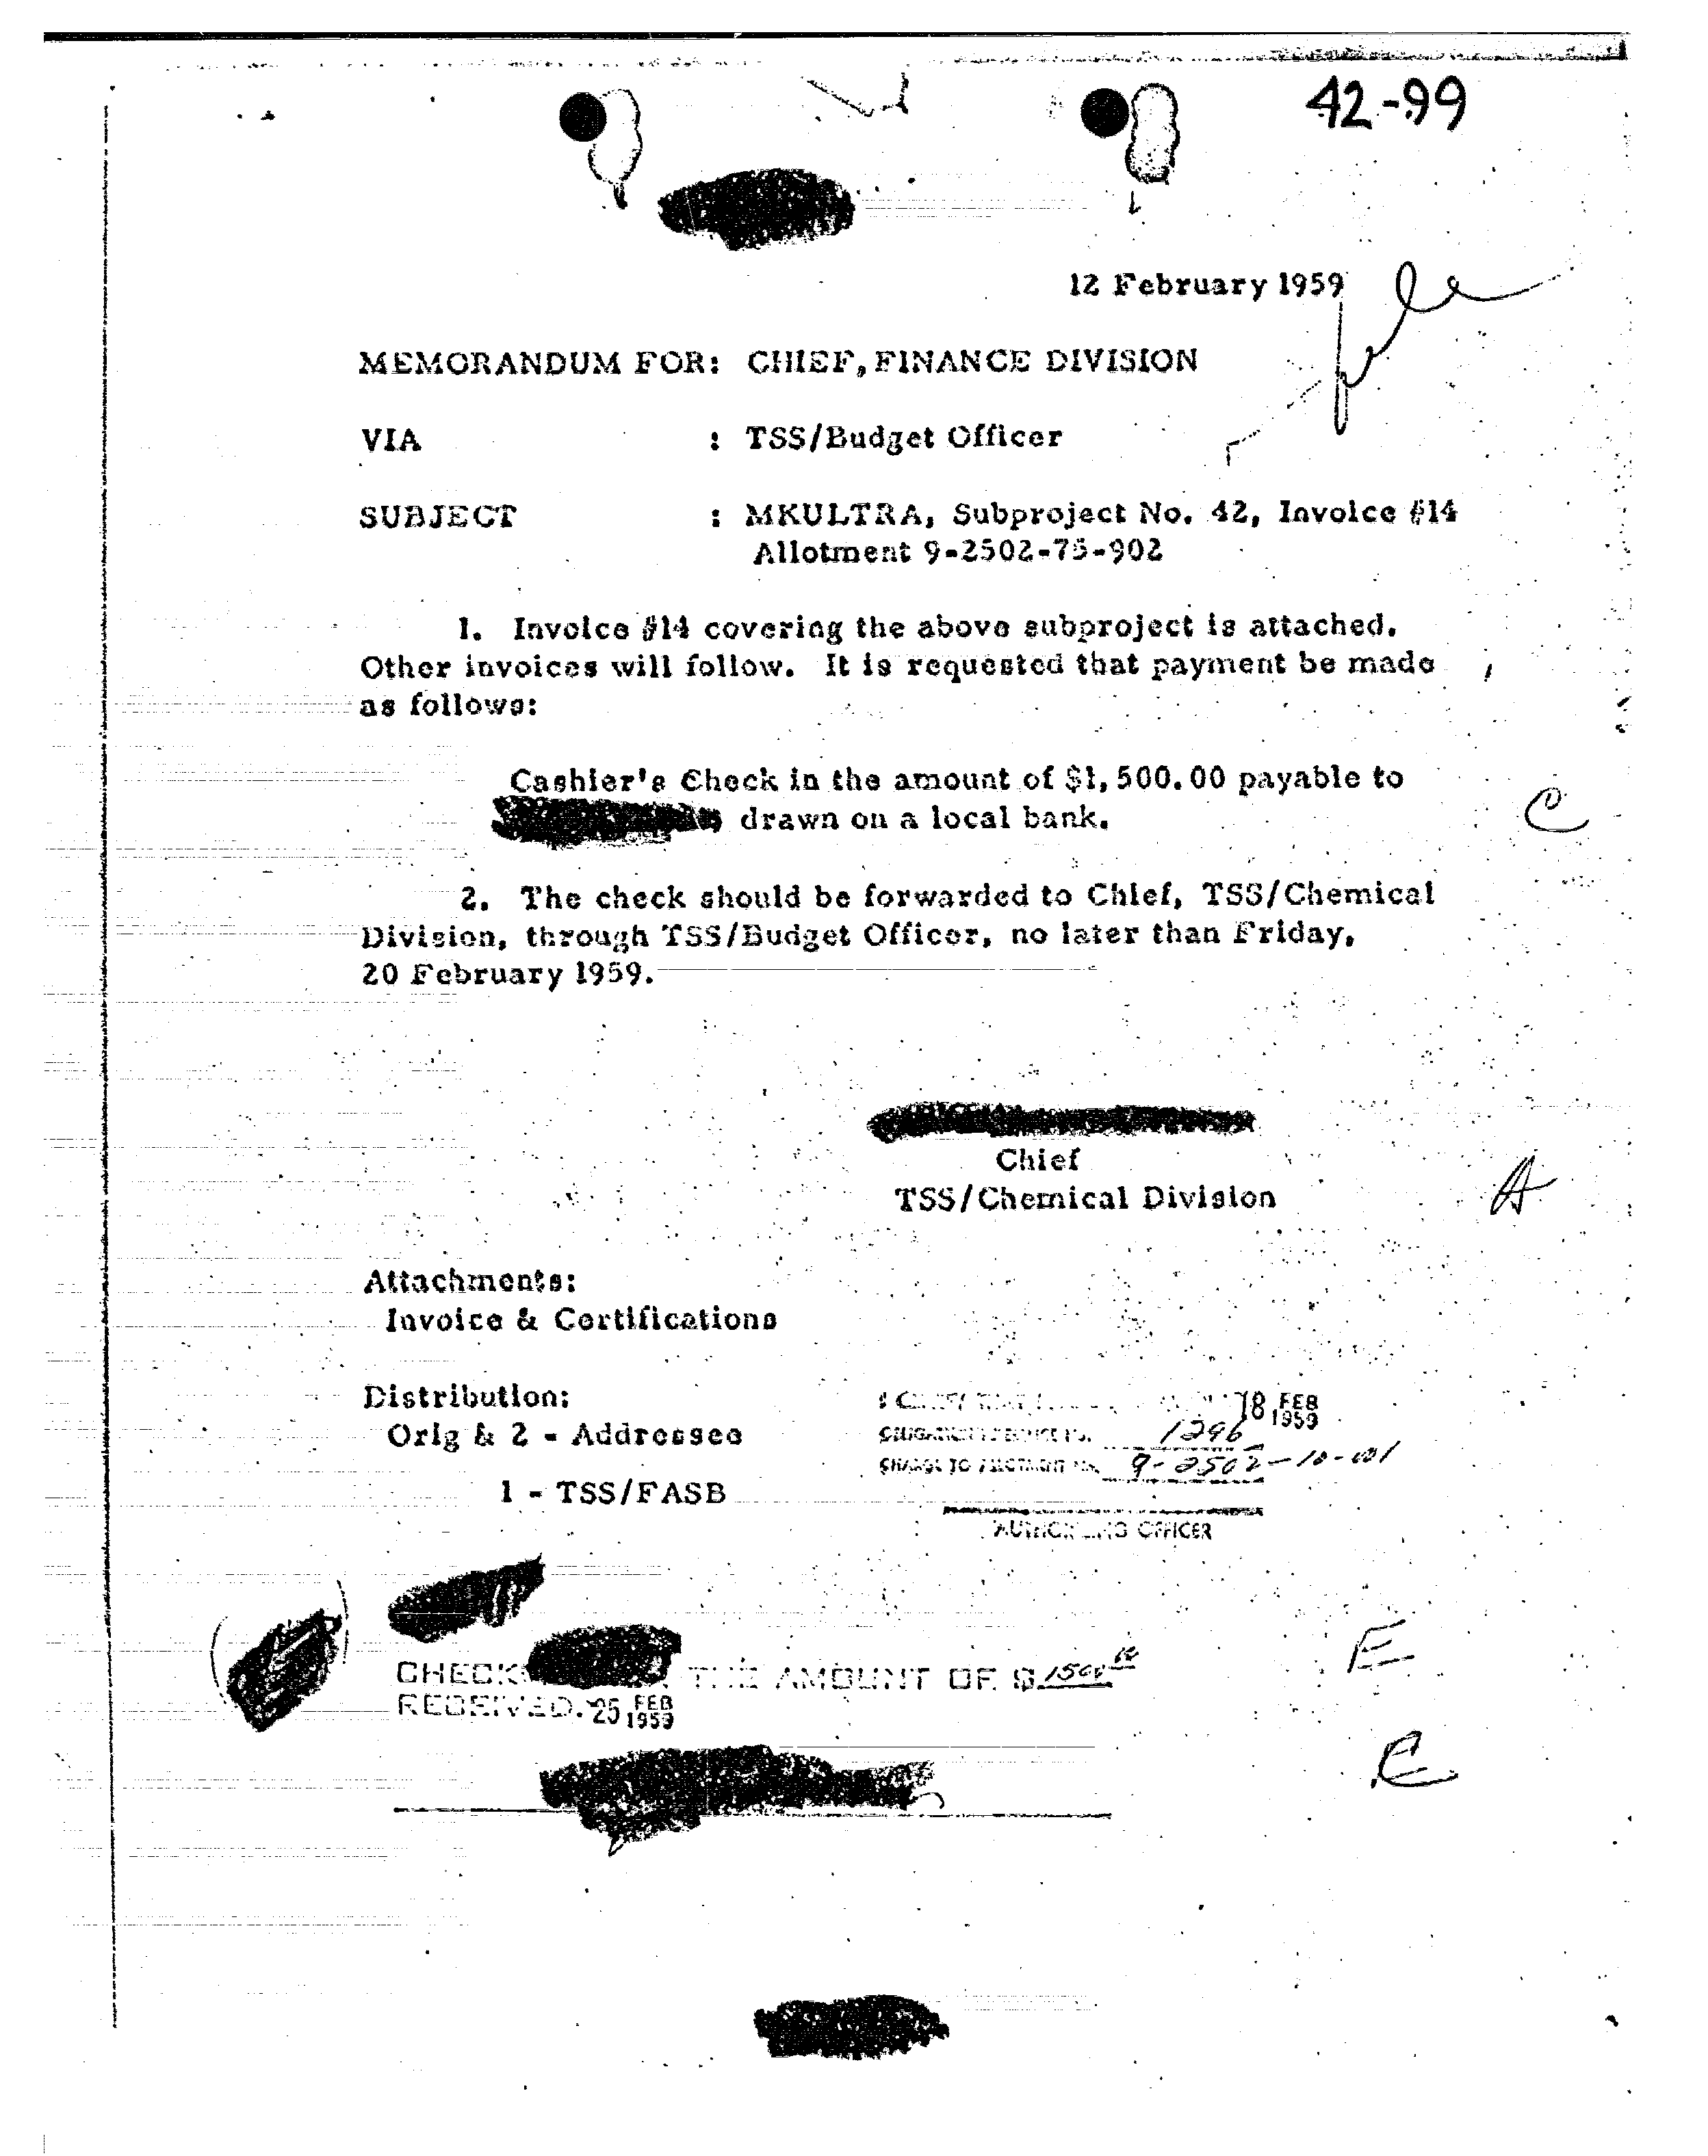 42-99
12 February 1959
MEMORANDUM FOR: CHIEF, FINANCE DIVISION
VIA : TSS/Budget Officer
SUBJECT : MKULTRA, Subproject No. 42, Invoice #14
Allotment 9-2502-75-902
1. Invoice #14 covering the above subproject is attached.
Other invoices will follow. It is requested that payment be made
as follows:
Cashier's Check in the amount of $1,500.00 payable to
drawn on a local bank.
C
2. The check should be forwarded to Chief, TSS/Chemical
Division, through TSS/Budget Officer, no later than Friday,
20 February 1959.
Chief
TSS/Chemical Division
A
Attachments:
Invoice & Certifications
Distribution:
Orig & 2 - Addressee
1 - TSS/FASB
18 FEB 1959
1296
CHARGE TO ALLOTMENT NO. 9-2502-10-001
AUTHORIZING OFFICER
E
CHECK THE AMOUNT OF $ 1500 00
RECEIVED. 25 FEB 1959
C